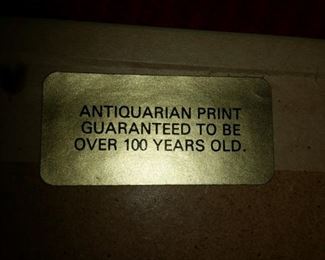 ANTIQUARIAN PRINT
GUARANTEED TO BE
OVER 100 YEARS OLD.